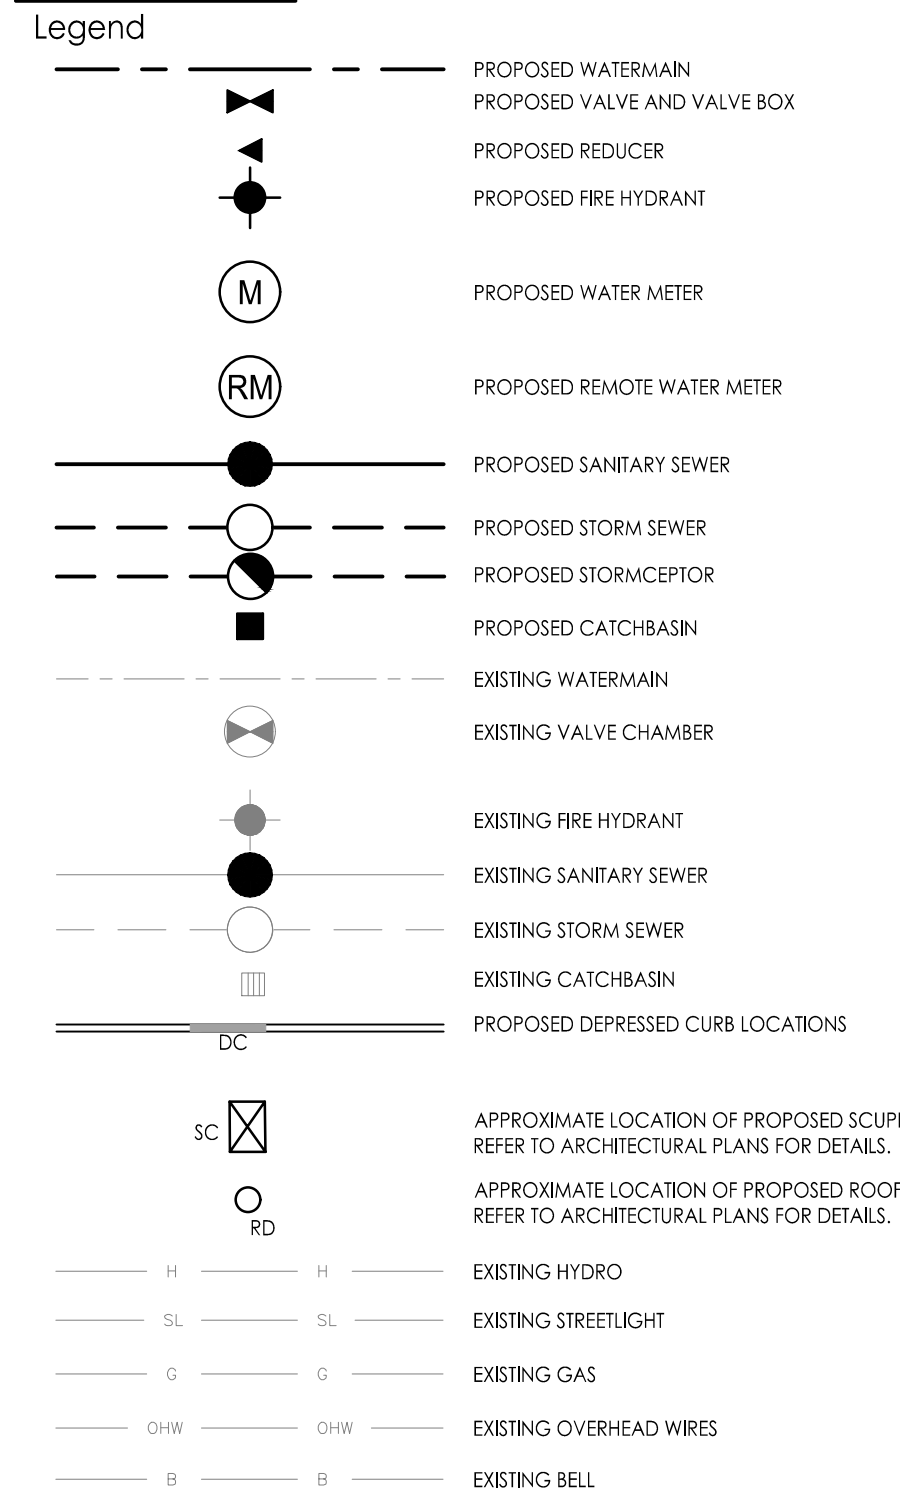 Legend
PROPOSED WATERMAIN
PROPOSED VALVE AND VALVE BOX
PROPOSED REDUCER
PROPOSED FIRE HYDRANT
M PROPOSED WATER METER
RM PROPOSED REMOTE WATER METER
PROPOSED SANITARY SEWER
PROPOSED STORM SEWER
PROPOSED STORMCEPTOR
PROPOSED CATCHBASIN
EXISTING WATERMAIN
EXISTING VALVE CHAMBER
EXISTING FIRE HYDRANT
EXISTING SANITARY SEWER
EXISTING STORM SEWER
EXISTING CATCHBASIN
PROPOSED DEPRESSED CURB LOCATIONS
DC
APPROXIMATE LOCATION OF PROPOSED
SC REFER TO ARCHITECTURAL PLANS FOR DETAILS.
APPROXIMATE LOCATION OF PROPOSED ROOF
RD REFER TO ARCHITECTURAL PLANS FOR DETAILS.
H H EXISTING HYDRO
SL SL EXISTING STREETLIGHT
G G EXISTING GAS
OHW OHW EXISTING OVERHEAD WIRES
B B EXISTING BELL